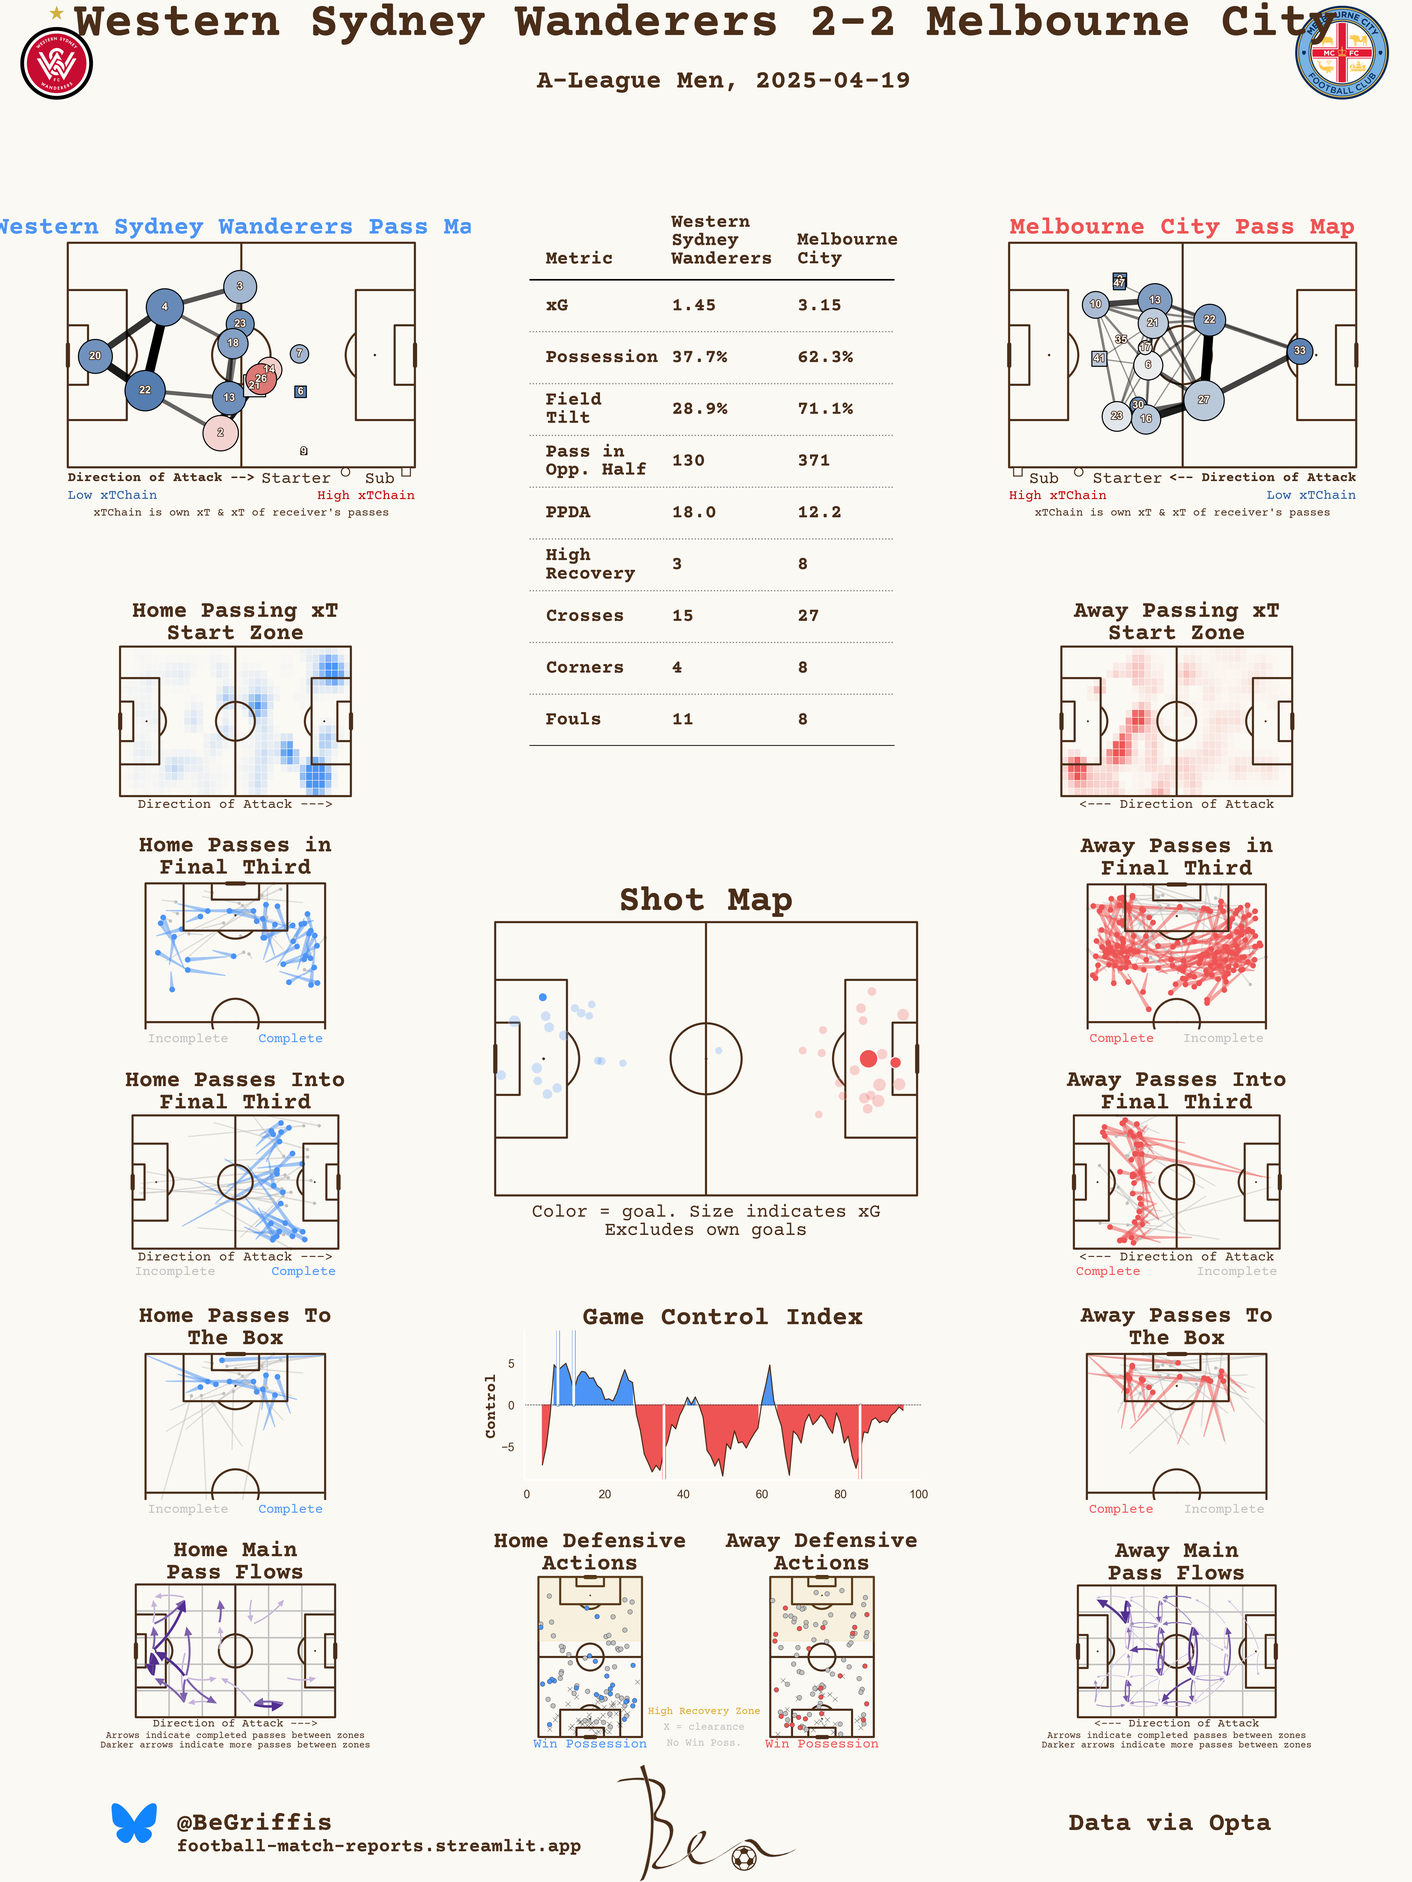 Western Sydney Wanderers 2-2 Melbourne City
A-League Men, 2025-04-19
WESTERN SYDNEY
WANDERERS
FC
MELBOURNE CITY
MC FC
FOOTBALL CLUB
Western Sydney Wanderers Pass Ma
3
4
23
18
20
7
14
26
21
22
13
6
2
9
Direction of Attack --> Starter Sub
Low xTChain High xTChain
xTChain is own xT & xT of receiver's passes
Metric Western Sydney Wanderers Melbourne City
xG 1.45 3.15
Possession 37.7% 62.3%
Field Tilt 28.9% 71.1%
Pass in Opp. Half 130 371
PPDA 18.0 12.2
High Recovery 3 8
Crosses 15 27
Corners 4 8
Fouls 11 8
Melbourne City Pass Map
47
10
13
21
22
35
17
33
41
6
27
30
23
16
Sub Starter <-- Direction of Attack
High xTChain Low xTChain
xTChain is own xT & xT of receiver's passes
Home Passing xT
Start Zone
Direction of Attack --->
Away Passing xT
Start Zone
<--- Direction of Attack
Home Passes in
Final Third
Incomplete Complete
Away Passes in
Final Third
Complete Incomplete
Shot Map
Color = goal. Size indicates xG
Excludes own goals
Home Passes Into
Final Third
Direction of Attack --->
Incomplete Complete
Away Passes Into
Final Third
<--- Direction of Attack
Complete Incomplete
Home Passes To
The Box
Incomplete Complete
Game Control Index
Control
5
0
−5
0 20 40 60 80 100
Away Passes To
The Box
Complete Incomplete
Home Main
Pass Flows
Direction of Attack --->
Arrows indicate completed passes between zones
Darker arrows indicate more passes between zones
Home Defensive
Actions
Win Possession
High Recovery Zone
X = clearance
No Win Poss.
Away Defensive
Actions
Win Possession
Away Main
Pass Flows
<--- Direction of Attack
Arrows indicate completed passes between zones
Darker arrows indicate more passes between zones
@BeGriffis
football-match-reports.streamlit.app
Ben
Data via Opta